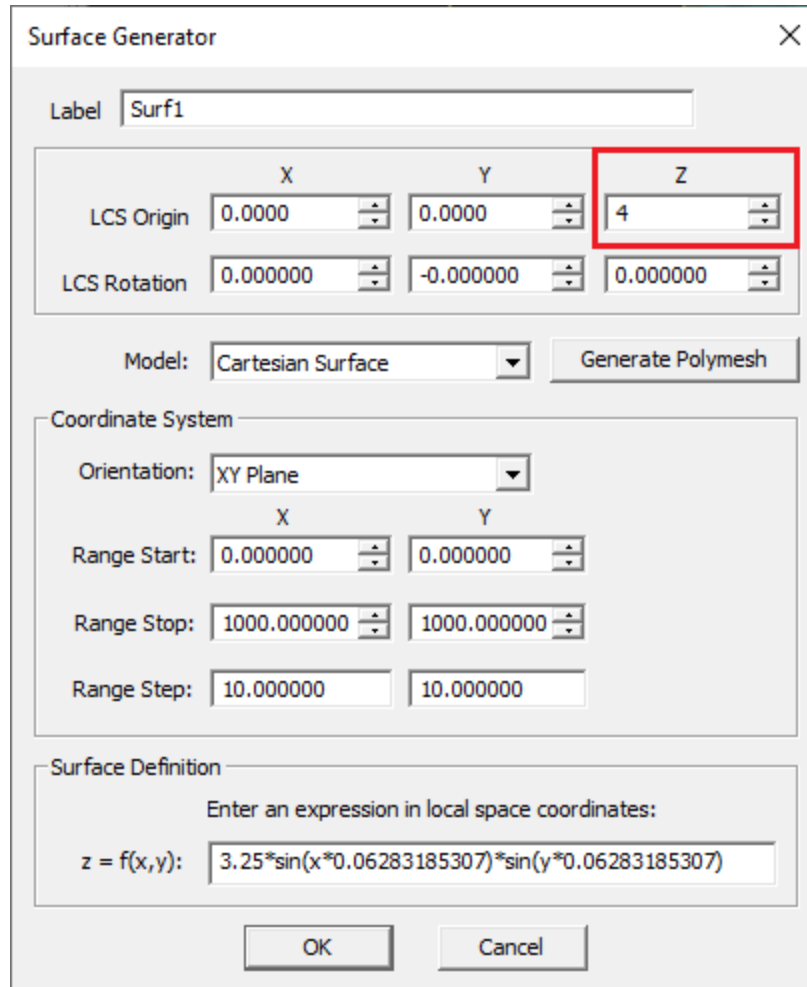 Surface Generator
Label Surf1
X Y Z
LCS Origin 0.0000 0.0000 4
LCS Rotation 0.000000 -0.000000 0.000000
Model: Cartesian Surface Generate Polymesh
Coordinate System
Orientation: XY Plane
X Y
Range Start: 0.000000 0.000000
Range Stop: 1000.000000 1000.000000
Range Step: 10.000000 10.000000
Surface Definition
Enter an expression in local space coordinates:
z = f(x,y): 3.25*sin(x*0.06283185307)*sin(y*0.06283185307)
OK Cancel